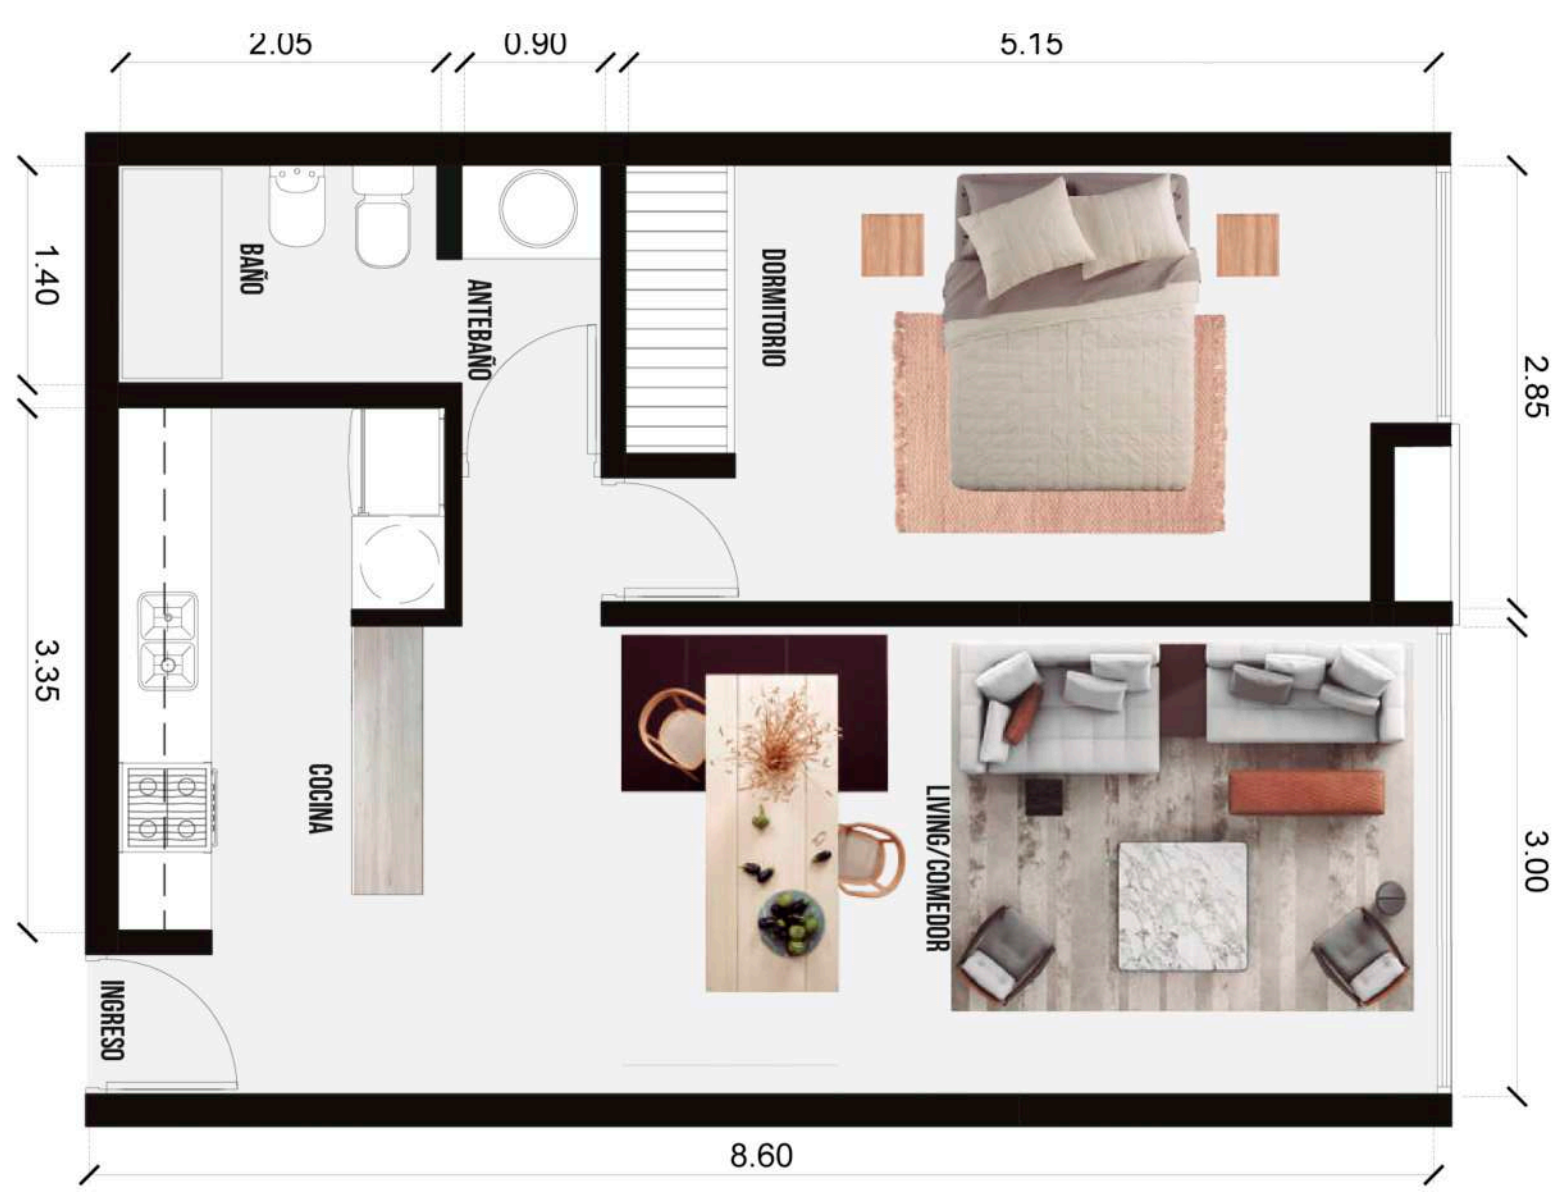 2.05
0.90
5.15
BAÑO
ANTEBAÑO
DORMITORIO
1.40
2.85
3.35
COCINA
LIVING/COMEDOR
3.00
INGRESO
8.60